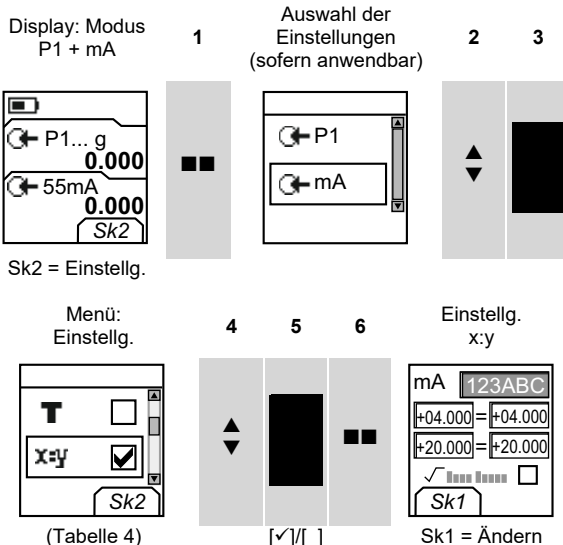 Display: Modus
P1 + mA
1
Auswahl der
Einstellungen
(sofern anwendbar)
2
3
P1... g
0.000
55mA
0.000
Sk2
P1
mA
Sk2 = Einstellg.
Menü:
Einstellg.
4
5
6
Einstellg.
x:y
T
x:y
Sk2
mA 123ABC
+04.000 = +04.000
+20.000 = +20.000
√
Sk1
(Tabelle 4)
[✓]/[ ]
Sk1 = Ändern